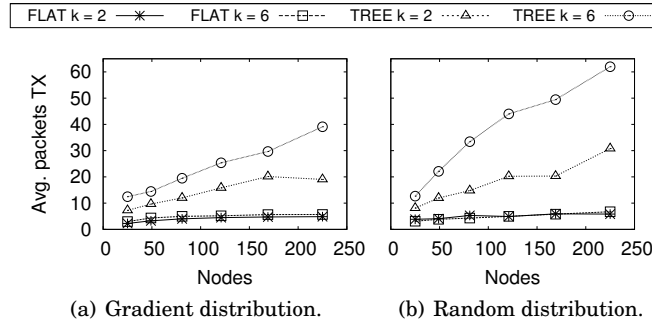 FLAT k = 2 FLAT k = 6 TREE k = 2 TREE k = 6
Avg. packets TX
60
50
40
30
20
10
0
0 50 100 150 200 250
Nodes
(a) Gradient distribution.
0 50 100 150 200 250
Nodes
(b) Random distribution.